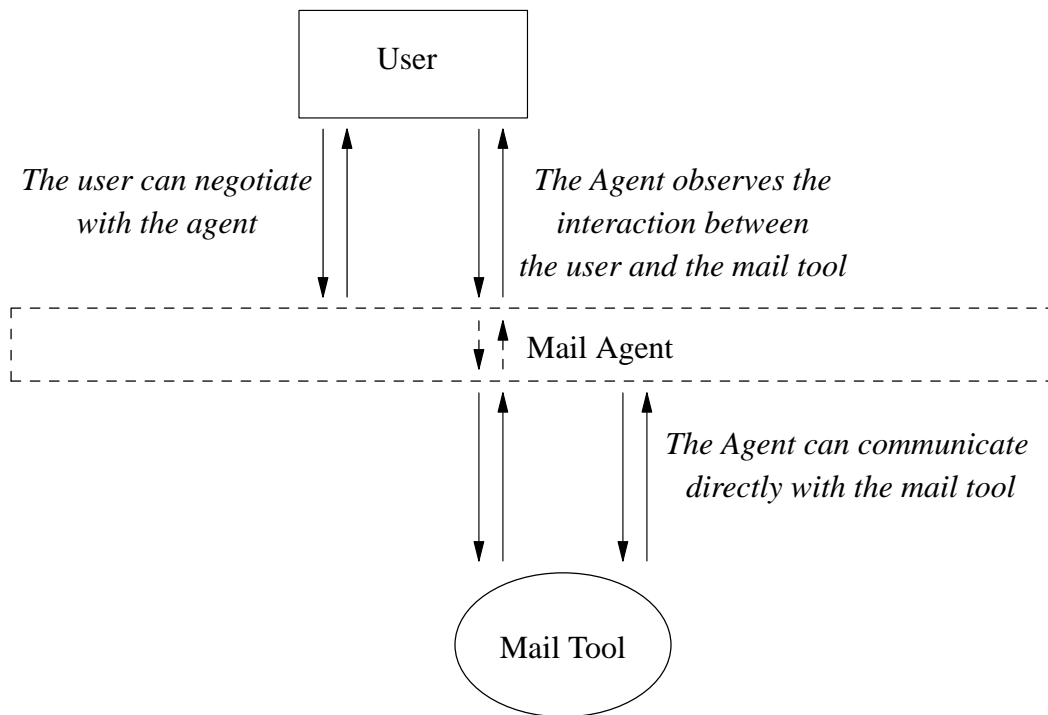 User
The user can negotiate
with the agent
The Agent observes the
interaction between
the user and the mail tool
Mail Agent
The Agent can communicate
directly with the mail tool
Mail Tool